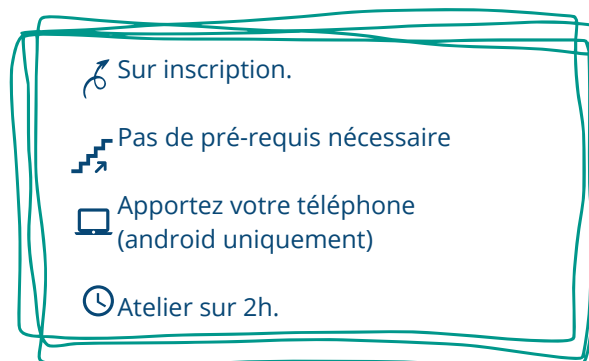 Sur inscription.
Pas de pré-requis nécessaire
Apportez votre téléphone
(android uniquement)
Atelier sur 2h.